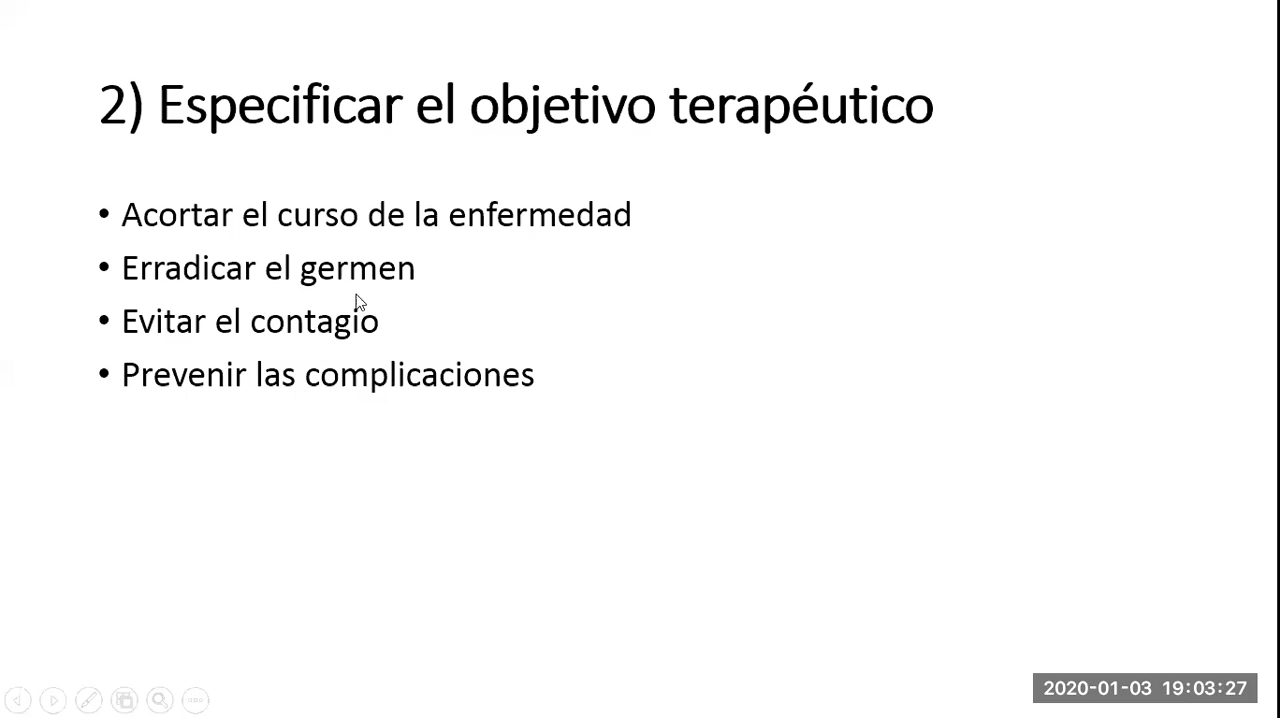 2) Especificar el objetivo terapéutico
• Acortar el curso de la enfermedad
• Erradicar el germen
• Evitar el contagio
• Prevenir las complicaciones
2020-01-03 19:03:27